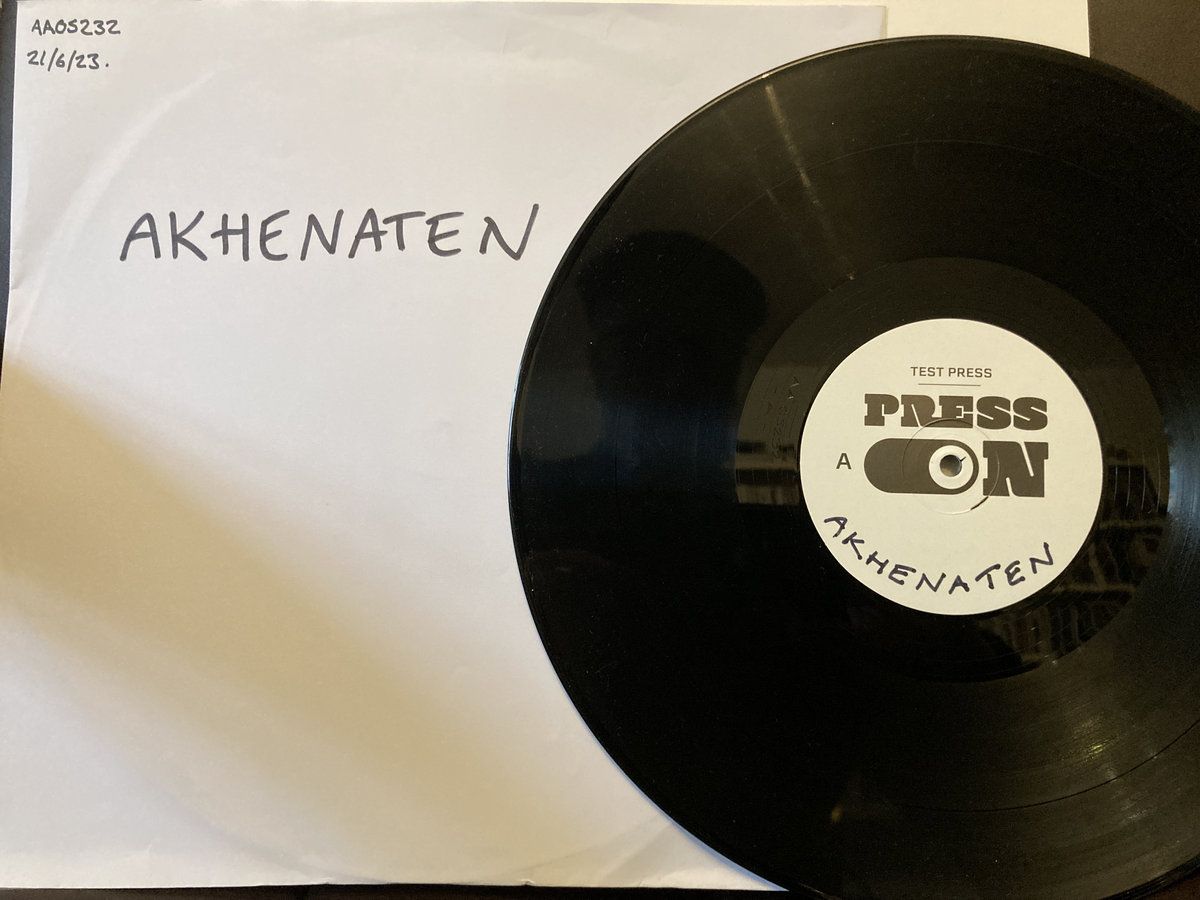 AAOS232
21/6/23.
AKHENATEN
TEST PRESS
PRESS
A
ON
AKHENATEN